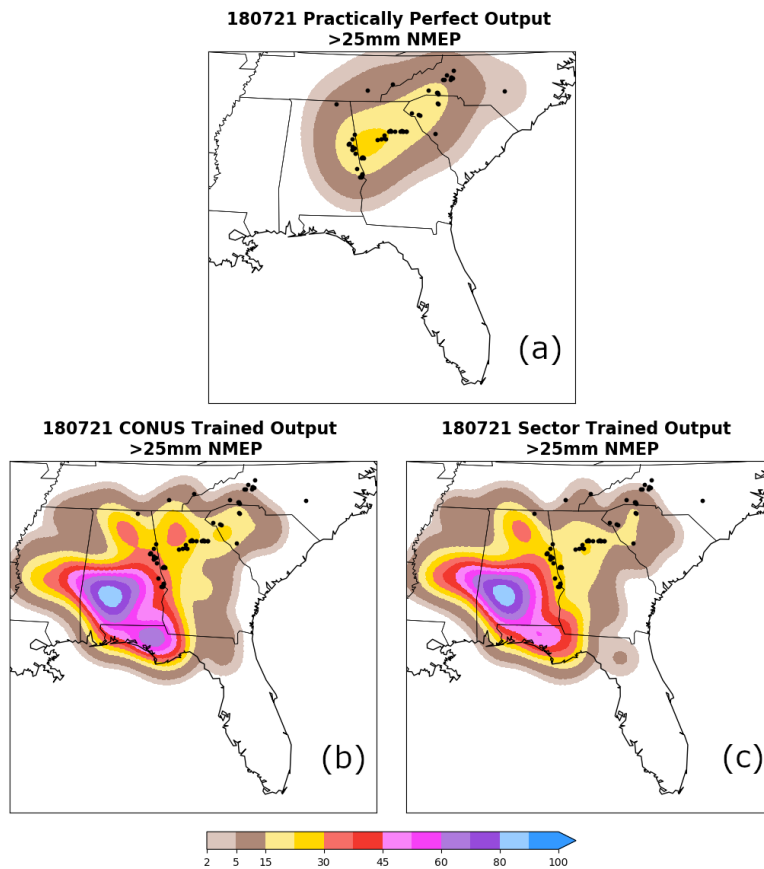 180721 Practically Perfect Output
>25mm NMEP
(a)
180721 CONUS Trained Output
>25mm NMEP
180721 Sector Trained Output
>25mm NMEP
(b)
(c)
2 5 15 30 45 60 80 100